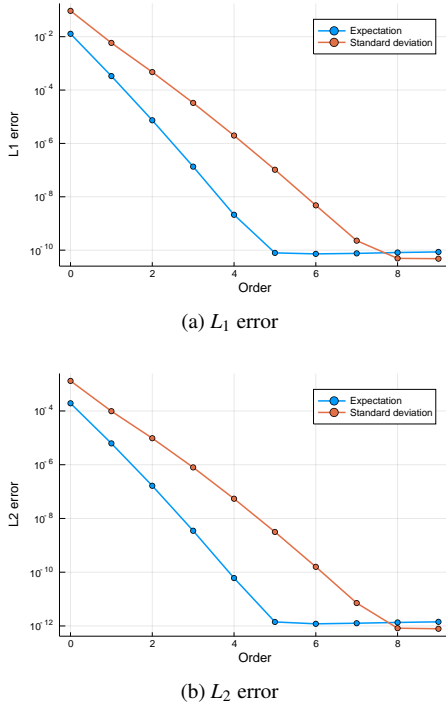 10⁻²
10⁻⁴
10⁻⁶
10⁻⁸
10⁻¹⁰
L1 error
Expectation
Standard deviation
0 2 4 6 8
Order
(a) L₁ error
10⁻⁴
10⁻⁶
10⁻⁸
10⁻¹⁰
10⁻¹²
L2 error
Expectation
Standard deviation
0 2 4 6 8
Order
(b) L₂ error